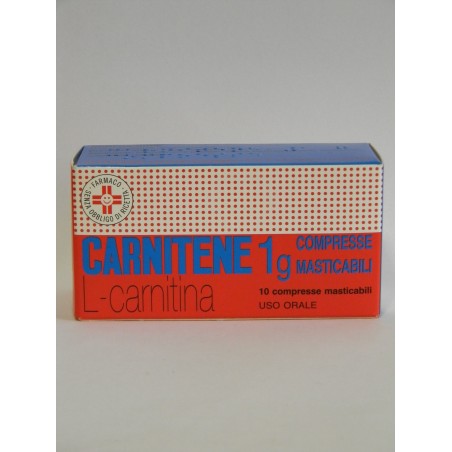 FARMACO
SENZA OBBLIGO DI RICETTA
CARNITENE 1g COMPRESSE
MASTICABILI
L-carnitina
10 compresse masticabili
USO ORALE